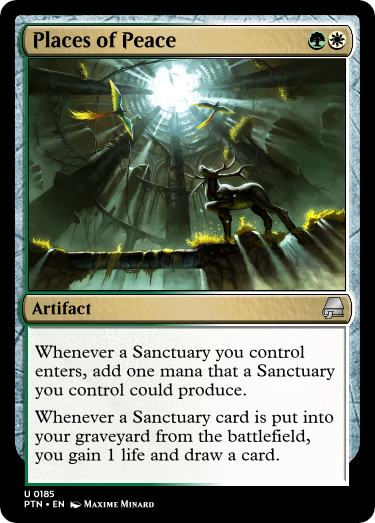 Places of Peace
Artifact
Whenever a Sanctuary you control
enters, add one mana that a Sanctuary
you control could produce.
Whenever a Sanctuary card is put into
your graveyard from the battlefield,
you gain 1 life and draw a card.
U 0185
PTN • EN Maxime Minard